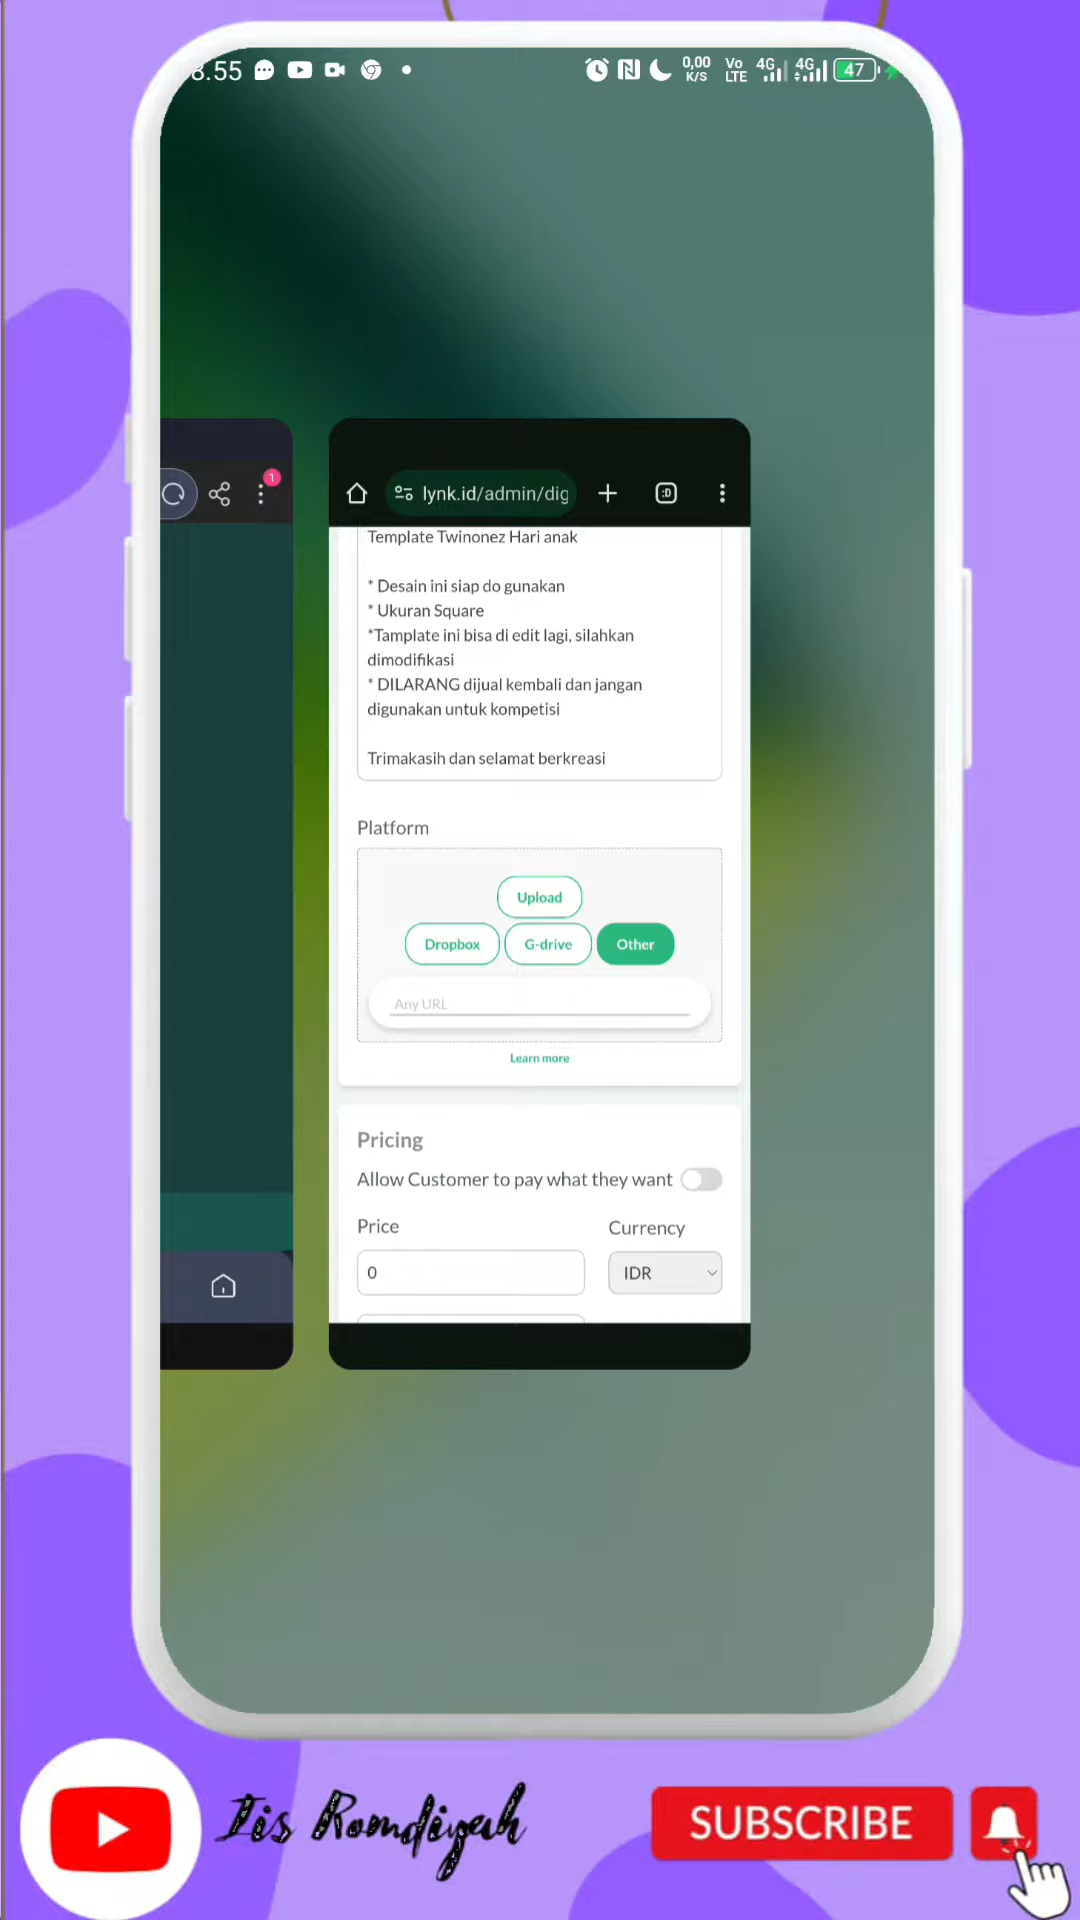 8.55
0,00
K/S
Vo
LTE
4G
4G
47
1
lynk.id/admin/dig
:D
Template Twinonez Hari anak
* Desain ini siap do gunakan
* Ukuran Square
*Tamplate ini bisa di edit lagi, silahkan
dimodifikasi
* DILARANG dijual kembali dan jangan
digunakan untuk kompetisi
Trimakasih dan selamat berkreasi
Platform
Upload
Dropbox
G-drive
Other
Any URL
Learn more
Pricing
Allow Customer to pay what they want
Price
Currency
0
IDR
Iis Romdiyah
SUBSCRIBE